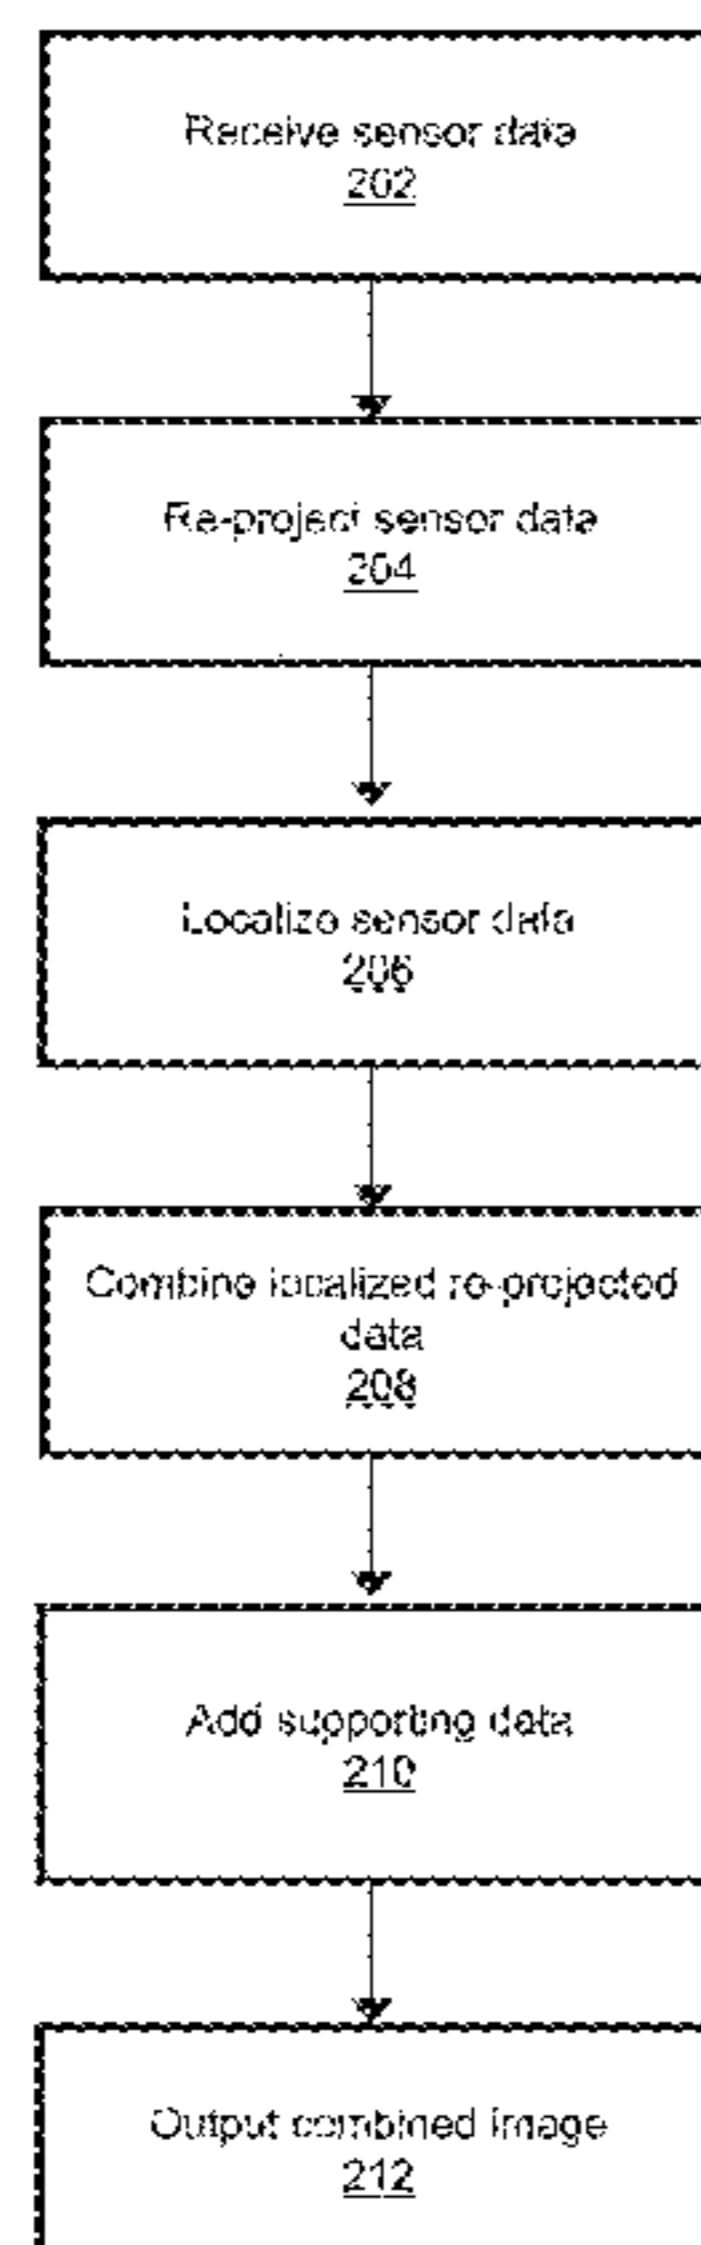 Receive sensor data
202
Re-project sensor data
204
Localize sensor data
206
Combine localized re-projected
data
208
Add supporting data
210
Output combined image
212